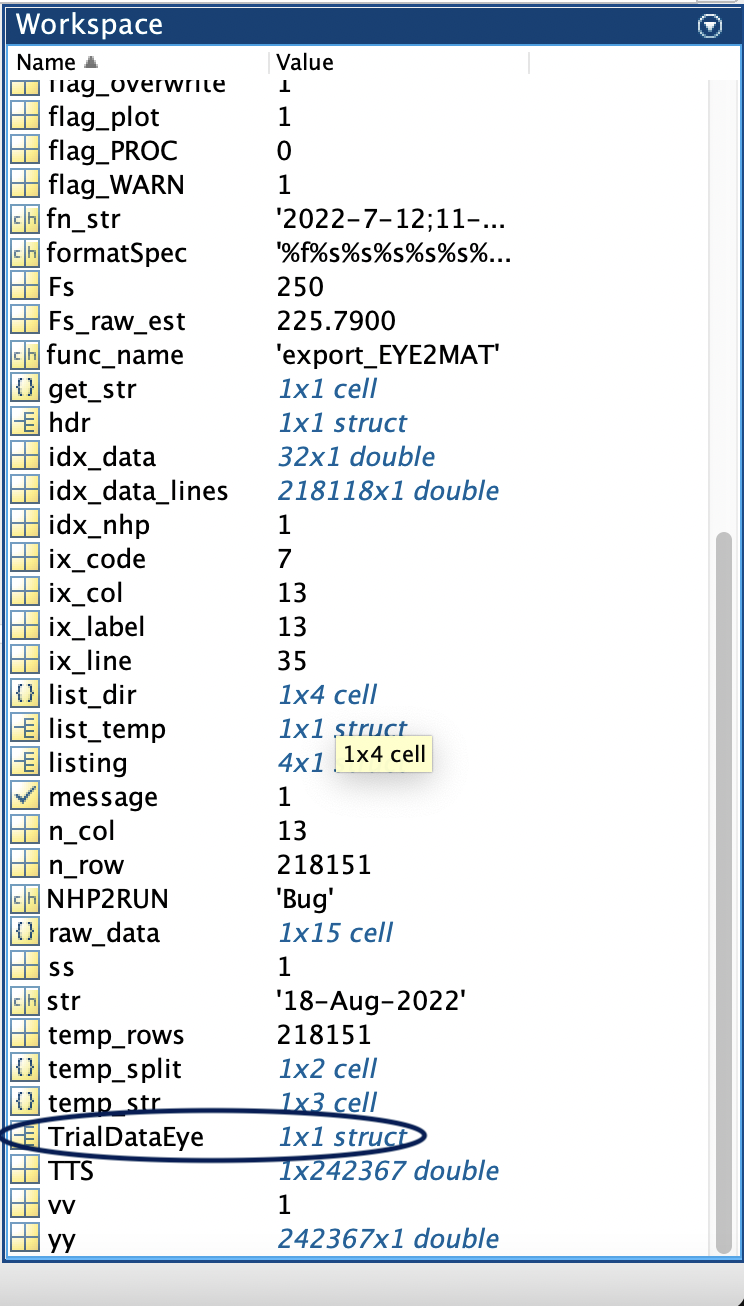 Workspace
Name Value
flag_overwrite 1
flag_plot 1
flag_PROC 0
flag_WARN 1
fn_str '2022-7-12;11-...
formatSpec '%f%s%s%s%s%s%...
Fs 250
Fs_raw_est 225.7900
func_name 'export_EYE2MAT'
get_str 1x1 cell
hdr 1x1 struct
idx_data 32x1 double
idx_data_lines 218118x1 double
idx_nhp 1
ix_code 7
ix_col 13
ix_label 13
ix_line 35
list_dir 1x4 cell
list_temp 1x1 struct
1x4 cell
listing 4x1
message 1
n_col 13
n_row 218151
NHP2RUN 'Bug'
raw_data 1x15 cell
ss 1
str '18-Aug-2022'
temp_rows 218151
temp_split 1x2 cell
temp_str 1x3 cell
TrialDataEye 1x1 struct
TTS 1x242367 double
vv 1
yy 242367x1 double